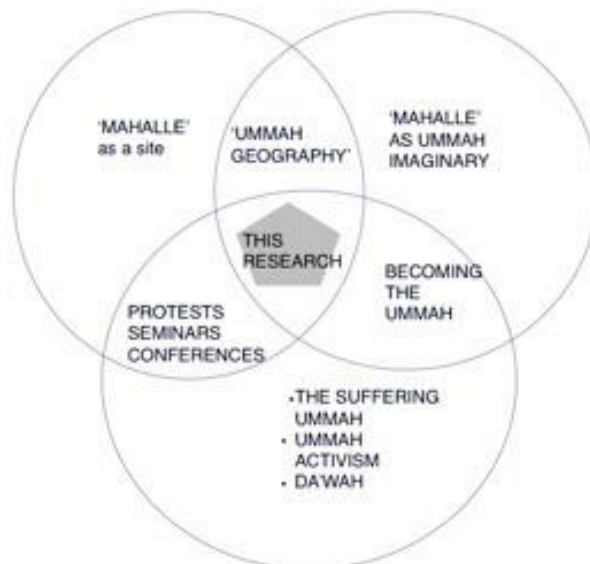 'MAHALLE'
as a site
'UMMAH
GEOGRAPHY'
'MAHALLE'
AS UMMAH
IMAGINARY
THIS
RESEARCH
BECOMING
THE
UMMAH
PROTESTS
SEMINARS
CONFERENCES
•THE SUFFERING
UMMAH
• UMMAH
ACTIVISM
• DA'WAH